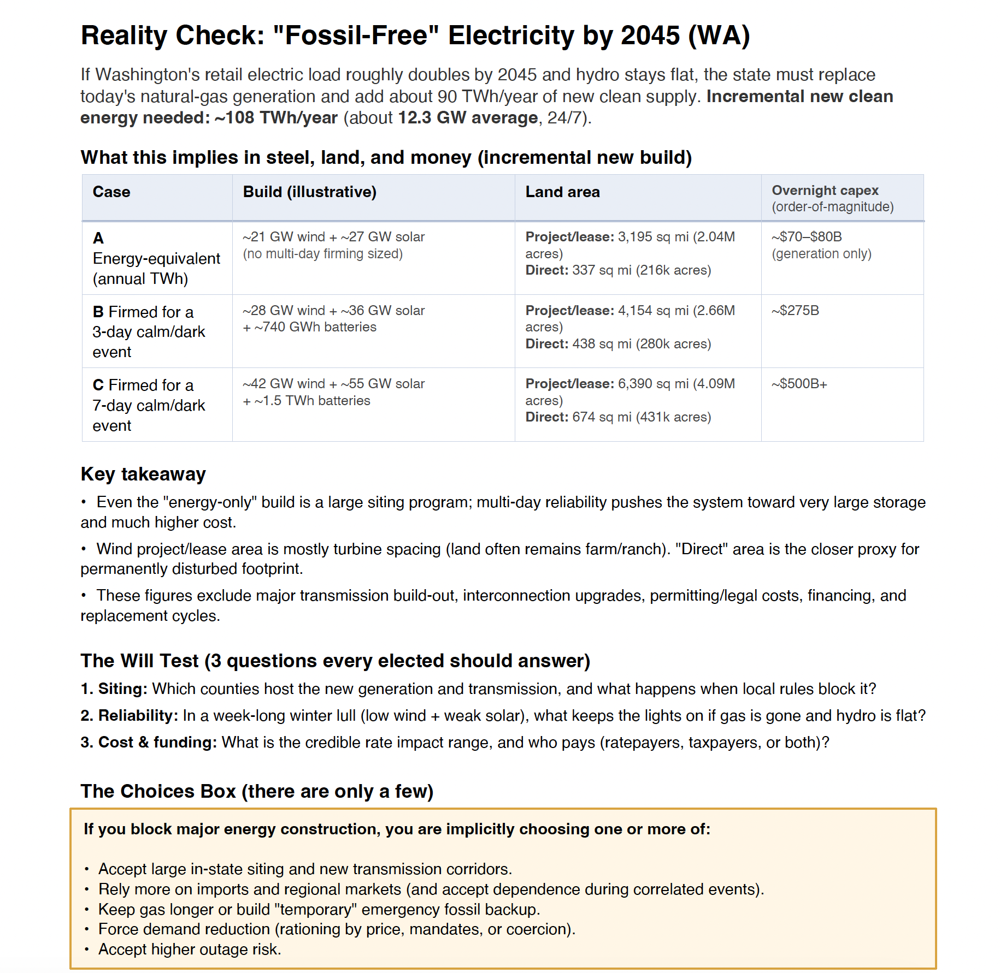 Reality Check: "Fossil-Free" Electricity by 2045 (WA)
If Washington's retail electric load roughly doubles by 2045 and hydro stays flat, the state must replace
today's natural-gas generation and add about 90 TWh/year of new clean supply. Incremental new clean
energy needed: ~108 TWh/year (about 12.3 GW average, 24/7).
What this implies in steel, land, and money (incremental new build)
Case
Build (illustrative)
Land area
Overnight capex
(order-of-magnitude)
A
Energy-equivalent
(annual TWh)
~21 GW wind + ~27 GW solar
(no multi-day firming sized)
Project/lease: 3,195 sq mi (2.04M
acres)
Direct: 337 sq mi (216k acres)
~$70–$80B
(generation only)
B Firmed for a
3-day calm/dark
event
~28 GW wind + ~36 GW solar
+ ~740 GWh batteries
Project/lease: 4,154 sq mi (2.66M
acres)
Direct: 438 sq mi (280k acres)
~$275B
C Firmed for a
7-day calm/dark
event
~42 GW wind + ~55 GW solar
+ ~1.5 TWh batteries
Project/lease: 6,390 sq mi (4.09M
acres)
Direct: 674 sq mi (431k acres)
~$500B+
Key takeaway
• Even the "energy-only" build is a large siting program; multi-day reliability pushes the system toward very large storage
and much higher cost.
• Wind project/lease area is mostly turbine spacing (land often remains farm/ranch). "Direct" area is the closer proxy for
permanently disturbed footprint.
• These figures exclude major transmission build-out, interconnection upgrades, permitting/legal costs, financing, and
replacement cycles.
The Will Test (3 questions every elected should answer)
1. Siting: Which counties host the new generation and transmission, and what happens when local rules block it?
2. Reliability: In a week-long winter lull (low wind + weak solar), what keeps the lights on if gas is gone and hydro is flat?
3. Cost & funding: What is the credible rate impact range, and who pays (ratepayers, taxpayers, or both)?
The Choices Box (there are only a few)
If you block major energy construction, you are implicitly choosing one or more of:
• Accept large in-state siting and new transmission corridors.
• Rely more on imports and regional markets (and accept dependence during correlated events).
• Keep gas longer or build "temporary" emergency fossil backup.
• Force demand reduction (rationing by price, mandates, or coercion).
• Accept higher outage risk.